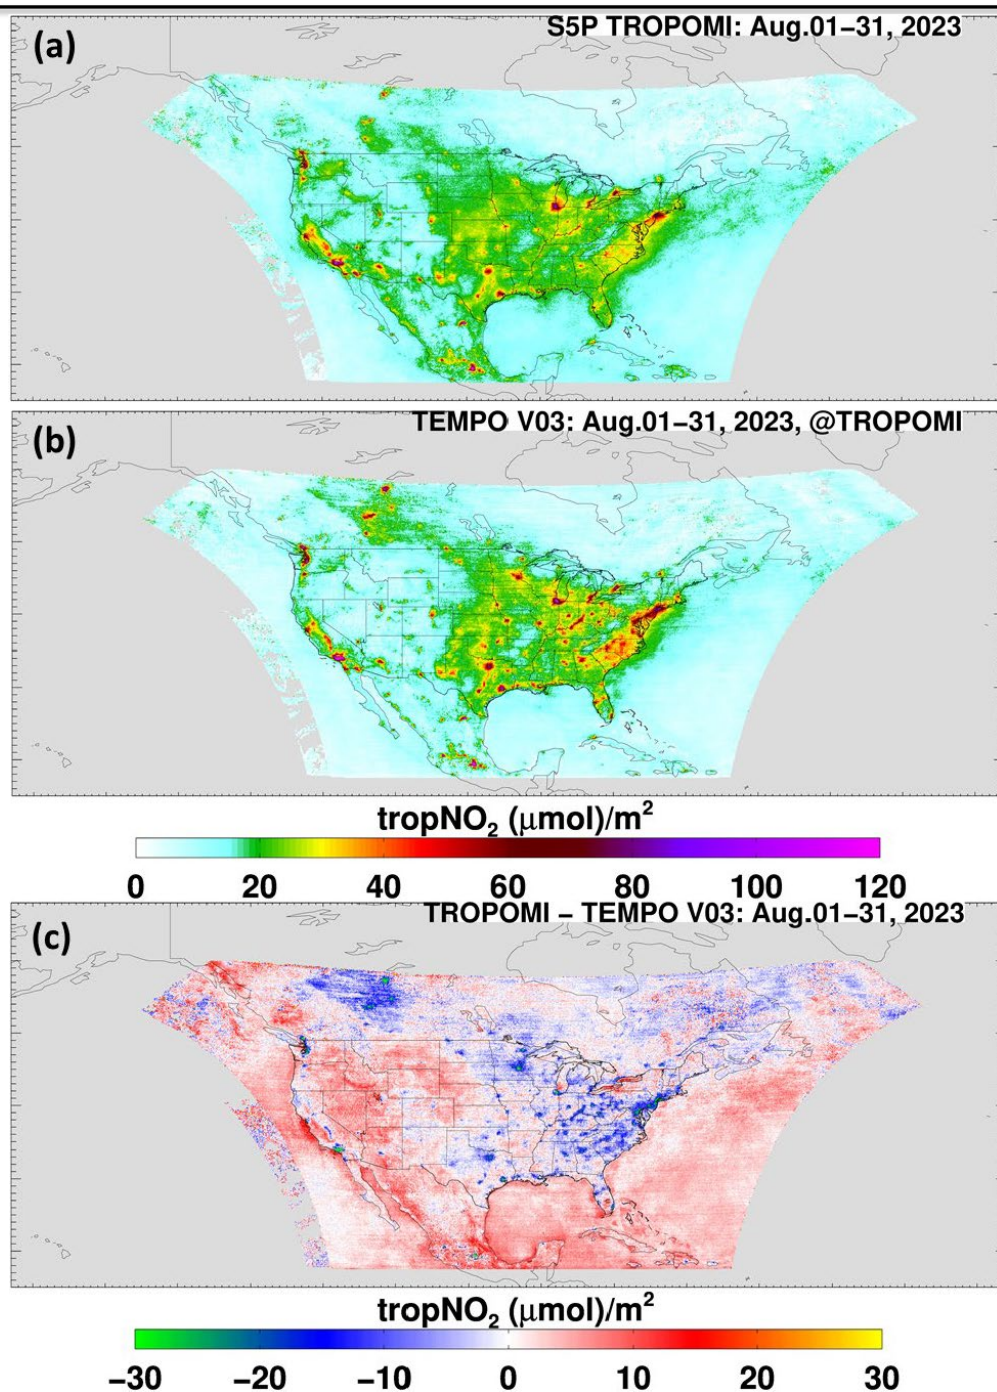 (a)
S5P TROPOMI: Aug.01−31, 2023
(b)
TEMPO V03: Aug.01−31, 2023, @TROPOMI
tropNO₂ (μmol)/m²
0 20 40 60 80 100 120
(c)
TROPOMI − TEMPO V03: Aug.01−31, 2023
tropNO₂ (μmol)/m²
−30 −20 −10 0 10 20 30